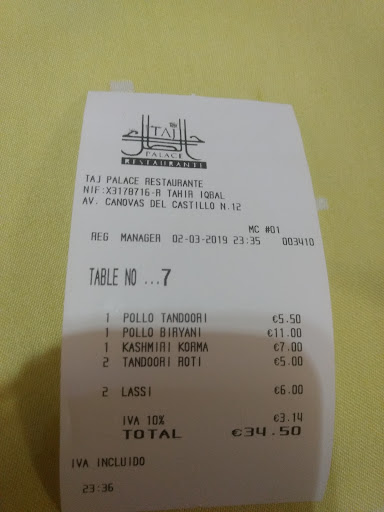 The
TAJ
PALACE
RESTAURANTE
TAJ PALACE RESTAURANTE
NIF:X3178716-R TAHIR IQBAL
AV. CANOVAS DEL CASTILLO N.12
MC #01
REG MANAGER 02-03-2019 23:35 003410
TABLE NO ...7
1 POLLO TANDOORI €5.50
1 POLLO BIRYANI €11.00
1 KASHMIRI KORMA €7.00
2 TANDOORI ROTI €5.00
2 LASSI €6.00
IVA 10% €3.14
TOTAL €34.50
IVA INCLUIDO
23:36